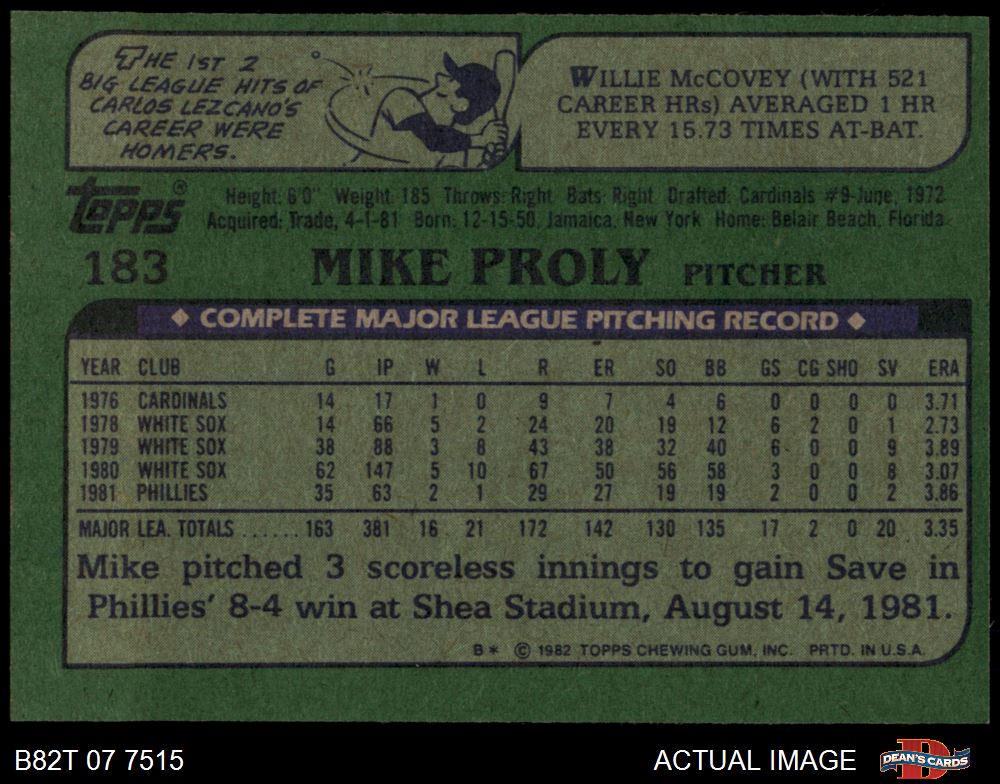 THE 1ST 2
BIG LEAGUE HITS OF
CARLOS LEZCANO'S
CAREER WERE
HOMERS.
WILLIE McCOVEY (WITH 521
CAREER HRs) AVERAGED 1 HR
EVERY 15.73 TIMES AT-BAT.
Topps®
Height: 6'0" Weight: 185 Throws: Right Bats: Right Drafted: Cardinals #9-June, 1972
Acquired: Trade, 4-1-81 Born: 12-15-50, Jamaica, New York Home: Belair Beach, Florida
183 MIKE PROLY PITCHER
◆ COMPLETE MAJOR LEAGUE PITCHING RECORD ◆
YEAR CLUB G IP W L R ER SO BB GS CG SHO SV ERA
1976 CARDINALS 14 17 1 0 9 7 4 6 0 0 0 0 3.71
1978 WHITE SOX 14 66 5 2 24 20 19 12 6 2 0 1 2.73
1979 WHITE SOX 38 88 3 8 43 38 32 40 6 0 0 9 3.89
1980 WHITE SOX 62 147 5 10 67 50 56 58 3 0 0 8 3.07
1981 PHILLIES 35 63 2 1 29 27 19 19 2 0 0 2 3.86
MAJOR LEA. TOTALS ...... 163 381 16 21 172 142 130 135 17 2 0 20 3.35
Mike pitched 3 scoreless innings to gain Save in
Phillies' 8-4 win at Shea Stadium, August 14, 1981.
B* © 1982 TOPPS CHEWING GUM, INC. PRTD. IN U.S.A.
B82T 07 7515 ACTUAL IMAGE D DEAN'S CARDS